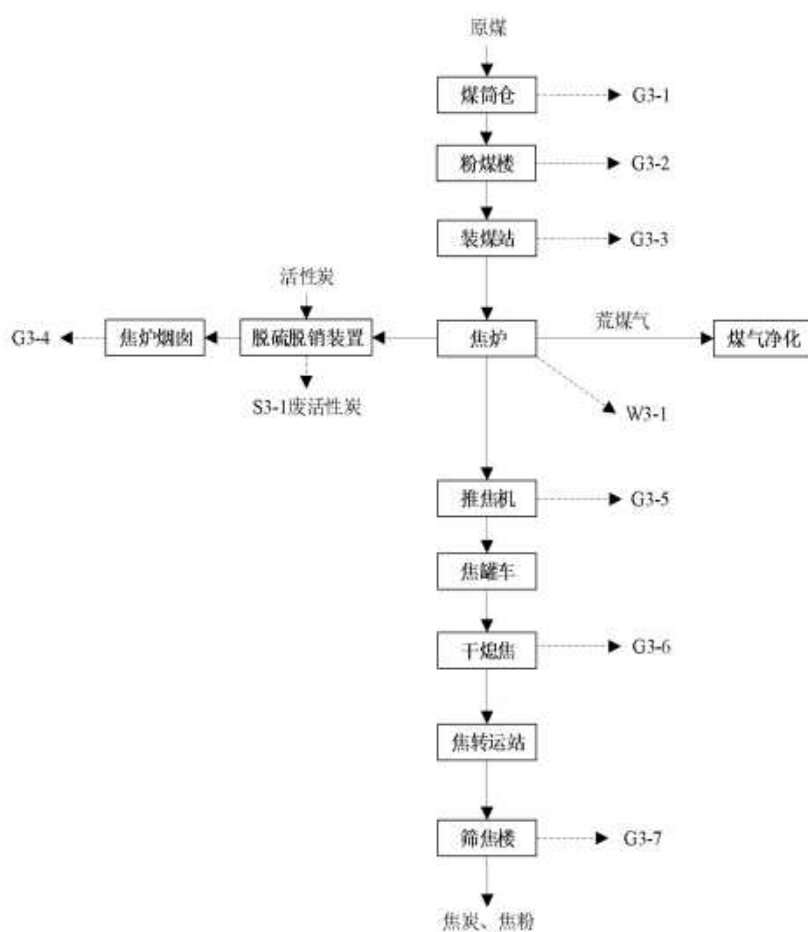 原煤
煤筒仓
G3-1
粉煤楼
G3-2
装煤站
G3-3
活性炭
G3-4
焦炉烟囱
脱硫脱销装置
焦炉
荒煤气
煤气净化
S3-1废活性炭
W3-1
推焦机
G3-5
焦罐车
干熄焦
G3-6
焦转运站
筛焦楼
G3-7
焦炭、焦粉